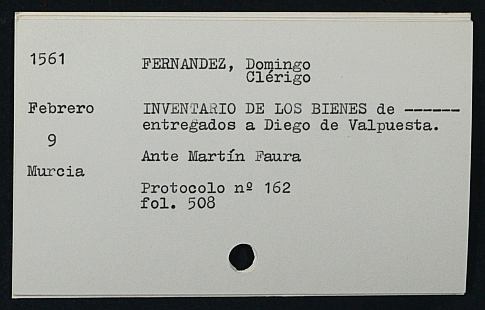 1561
FERNANDEZ, Domingo
Clérigo
Febrero
9
Murcia
INVENTARIO DE LOS BIENES de ------
entregados a Diego de Valpuesta.
Ante Martín Faura
Protocolo nº 162
fol. 508